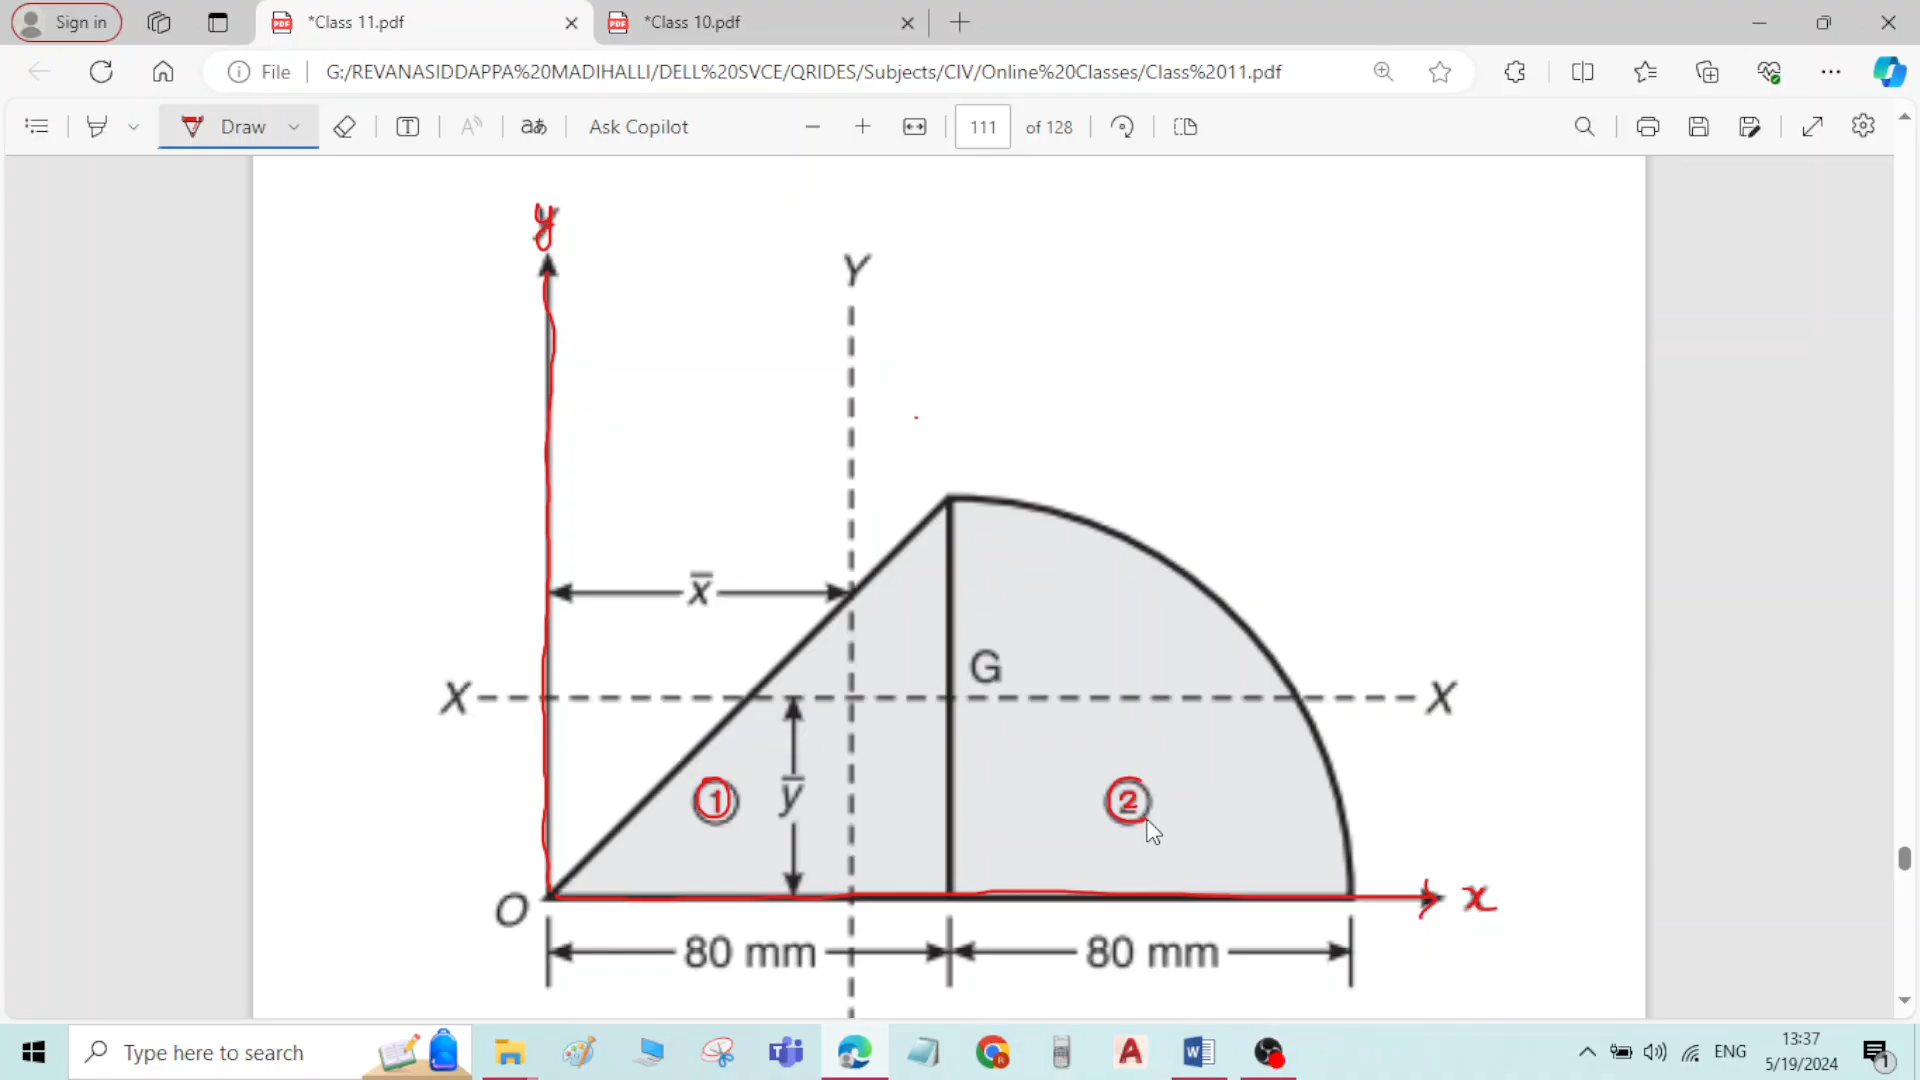 Sign in
*Class 11.pdf
*Class 10.pdf
File
G:/REVANASIDDAPPA%20MADIHALLI/DELL%20SVCE/QRIDES/Subjects/CIV/Online%20Classes/Class%2011.pdf
Draw
Ask Copilot
111
of 128
y
Y
x̅
X
G
X
①
y̅
②
O
x
80 mm
80 mm
Type here to search
ENG
13:37
5/19/2024
1